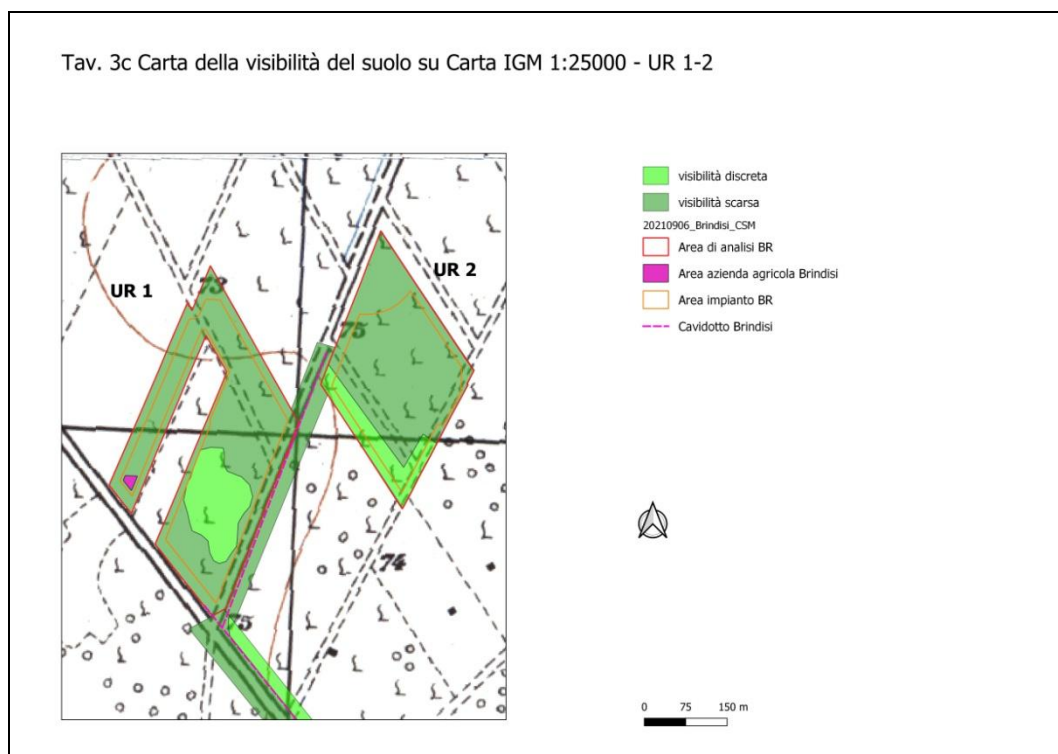 Tav. 3c Carta della visibilità del suolo su Carta IGM 1:25000 - UR 1-2
visibilità discreta
visibilità scarsa
20210906_Brindisi_CSM
Area di analisi BR
Area azienda agricola Brindisi
Area impianto BR
Cavidotto Brindisi
UR 2
UR 1
73
75
74
75
0 75 150 m